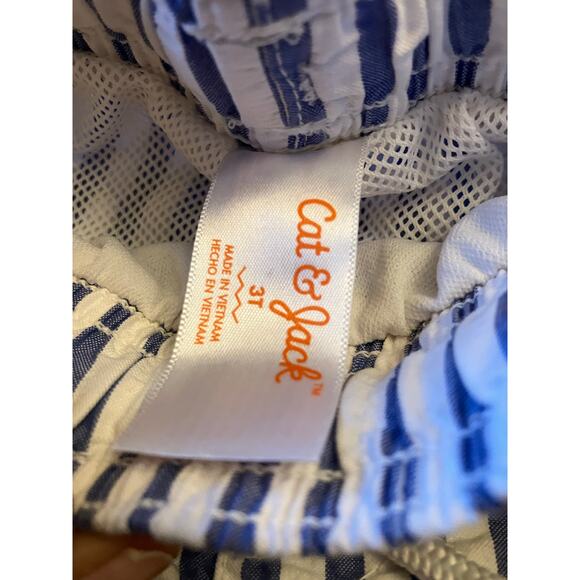 Cat & Jack™
3T
MADE IN VIETNAM
HECHO EN VIETNAM